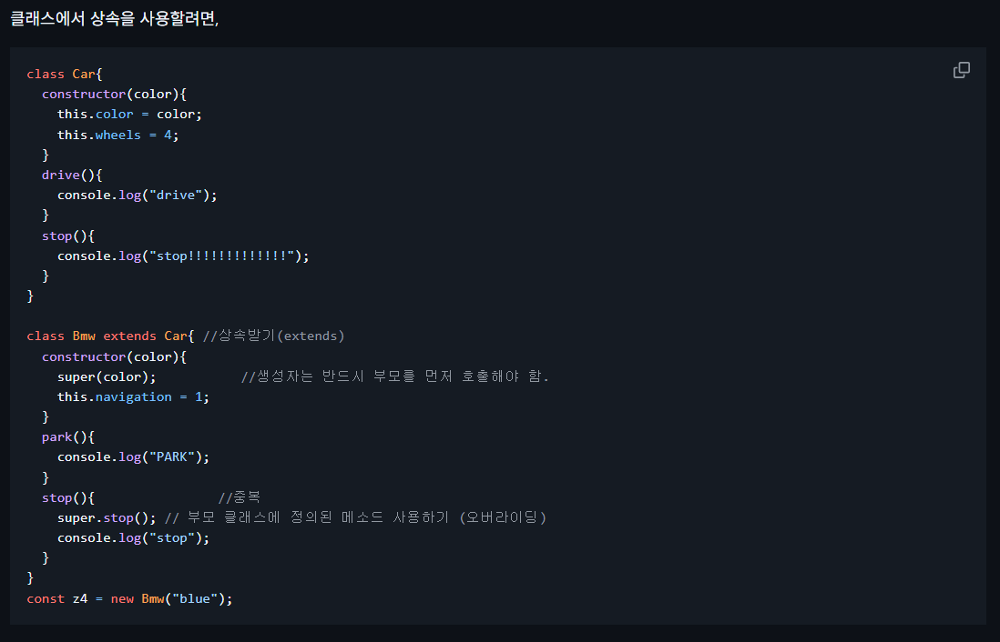 클래스에서 상속을 사용할려면,
class Car{
  constructor(color){
    this.color = color;
    this.wheels = 4;
  }
  drive(){
    console.log("drive");
  }
  stop(){
    console.log("stop!!!!!!!!!!!!!");
  }
}

class Bmw extends Car{ //상속받기(extends)
  constructor(color){
    super(color);           //생성자는 반드시 부모를 먼저 호출해야 함.
    this.navigation = 1;
  }
  park(){
    console.log("PARK");
  }
  stop(){                //중복
    super.stop(); // 부모 클래스에 정의된 메소드 사용하기 (오버라이딩)
    console.log("stop");
  }
}
const z4 = new Bmw("blue");